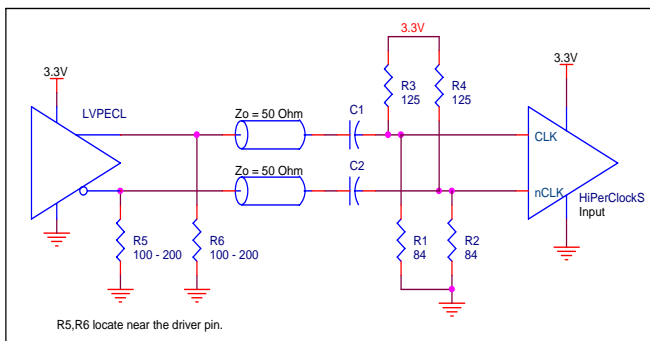 3.3V
3.3V
3.3V
LVPECL
R3
125
R4
125
Zo = 50 Ohm
C1
CLK
Zo = 50 Ohm
C2
nCLK
HiPerClockS
Input
R5
100 - 200
R6
100 - 200
R1
84
R2
84
R5,R6 locate near the driver pin.